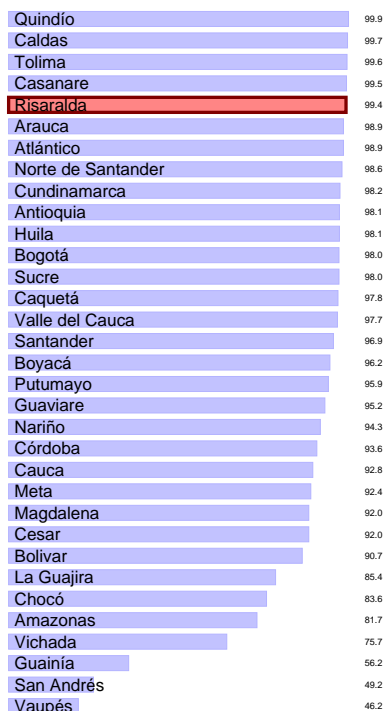 Quindío 99.9
Caldas 99.7
Tolima 99.6
Casanare 99.5
Risaralda 99.4
Arauca 98.9
Atlántico 98.9
Norte de Santander 98.6
Cundinamarca 98.2
Antioquia 98.1
Huila 98.1
Bogotá 98.0
Sucre 98.0
Caquetá 97.8
Valle del Cauca 97.7
Santander 96.9
Boyacá 96.2
Putumayo 95.9
Guaviare 95.2
Nariño 94.3
Córdoba 93.6
Cauca 92.8
Meta 92.4
Magdalena 92.0
Cesar 92.0
Bolivar 90.7
La Guajira 85.4
Chocó 83.6
Amazonas 81.7
Vichada 75.7
Guainía 56.2
San Andrés 49.2
Vaupés 46.2